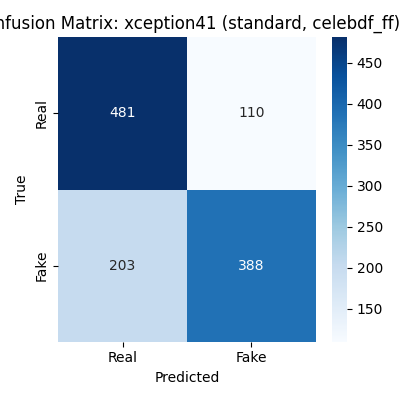 nfusion Matrix: xception41 (standard, celebdf_ff)
Real
481
110
True
Fake
203
388
Real
Fake
Predicted
450
400
350
300
250
200
150